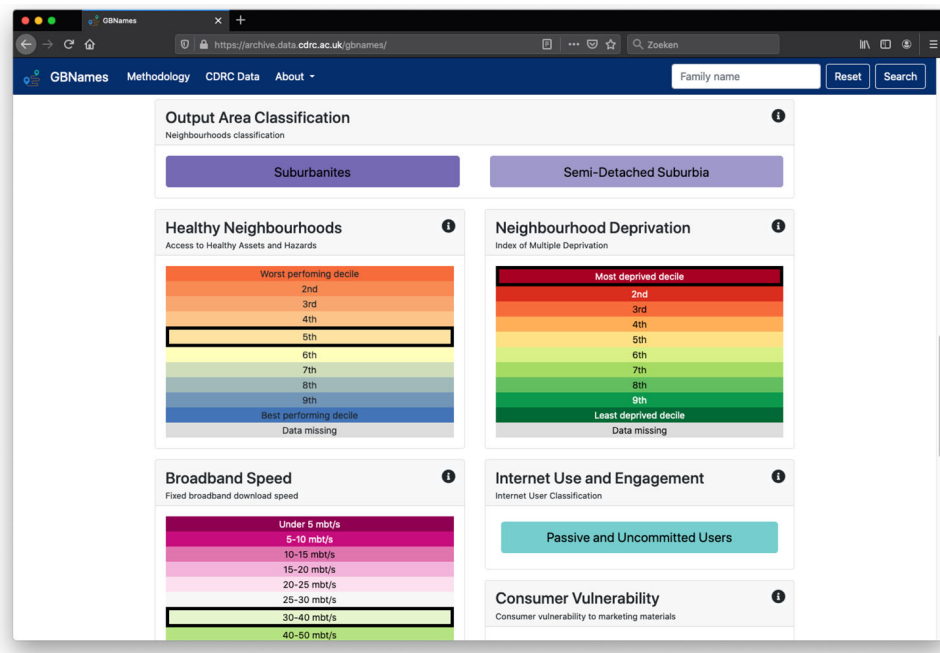 GBNames
https://archive.data.cdrc.ac.uk/gbnames/
Zoeken
GBNames Methodology CDRC Data About Family name Reset Search
Output Area Classification
Neighbourhoods classification
Suburbanites Semi-Detached Suburbia
Healthy Neighbourhoods
Access to Healthy Assets and Hazards
Worst perfoming decile
2nd
3rd
4th
5th
6th
7th
8th
9th
Best performing decile
Data missing
Neighbourhood Deprivation
Index of Multiple Deprivation
Most deprived decile
2nd
3rd
4th
5th
6th
7th
8th
9th
Least deprived decile
Data missing
Broadband Speed
Fixed broadband download speed
Under 5 mbt/s
5-10 mbt/s
10-15 mbt/s
15-20 mbt/s
20-25 mbt/s
25-30 mbt/s
30-40 mbt/s
40-50 mbt/s
Internet Use and Engagement
Internet User Classification
Passive and Uncommitted Users
Consumer Vulnerability
Consumer vulnerability to marketing materials